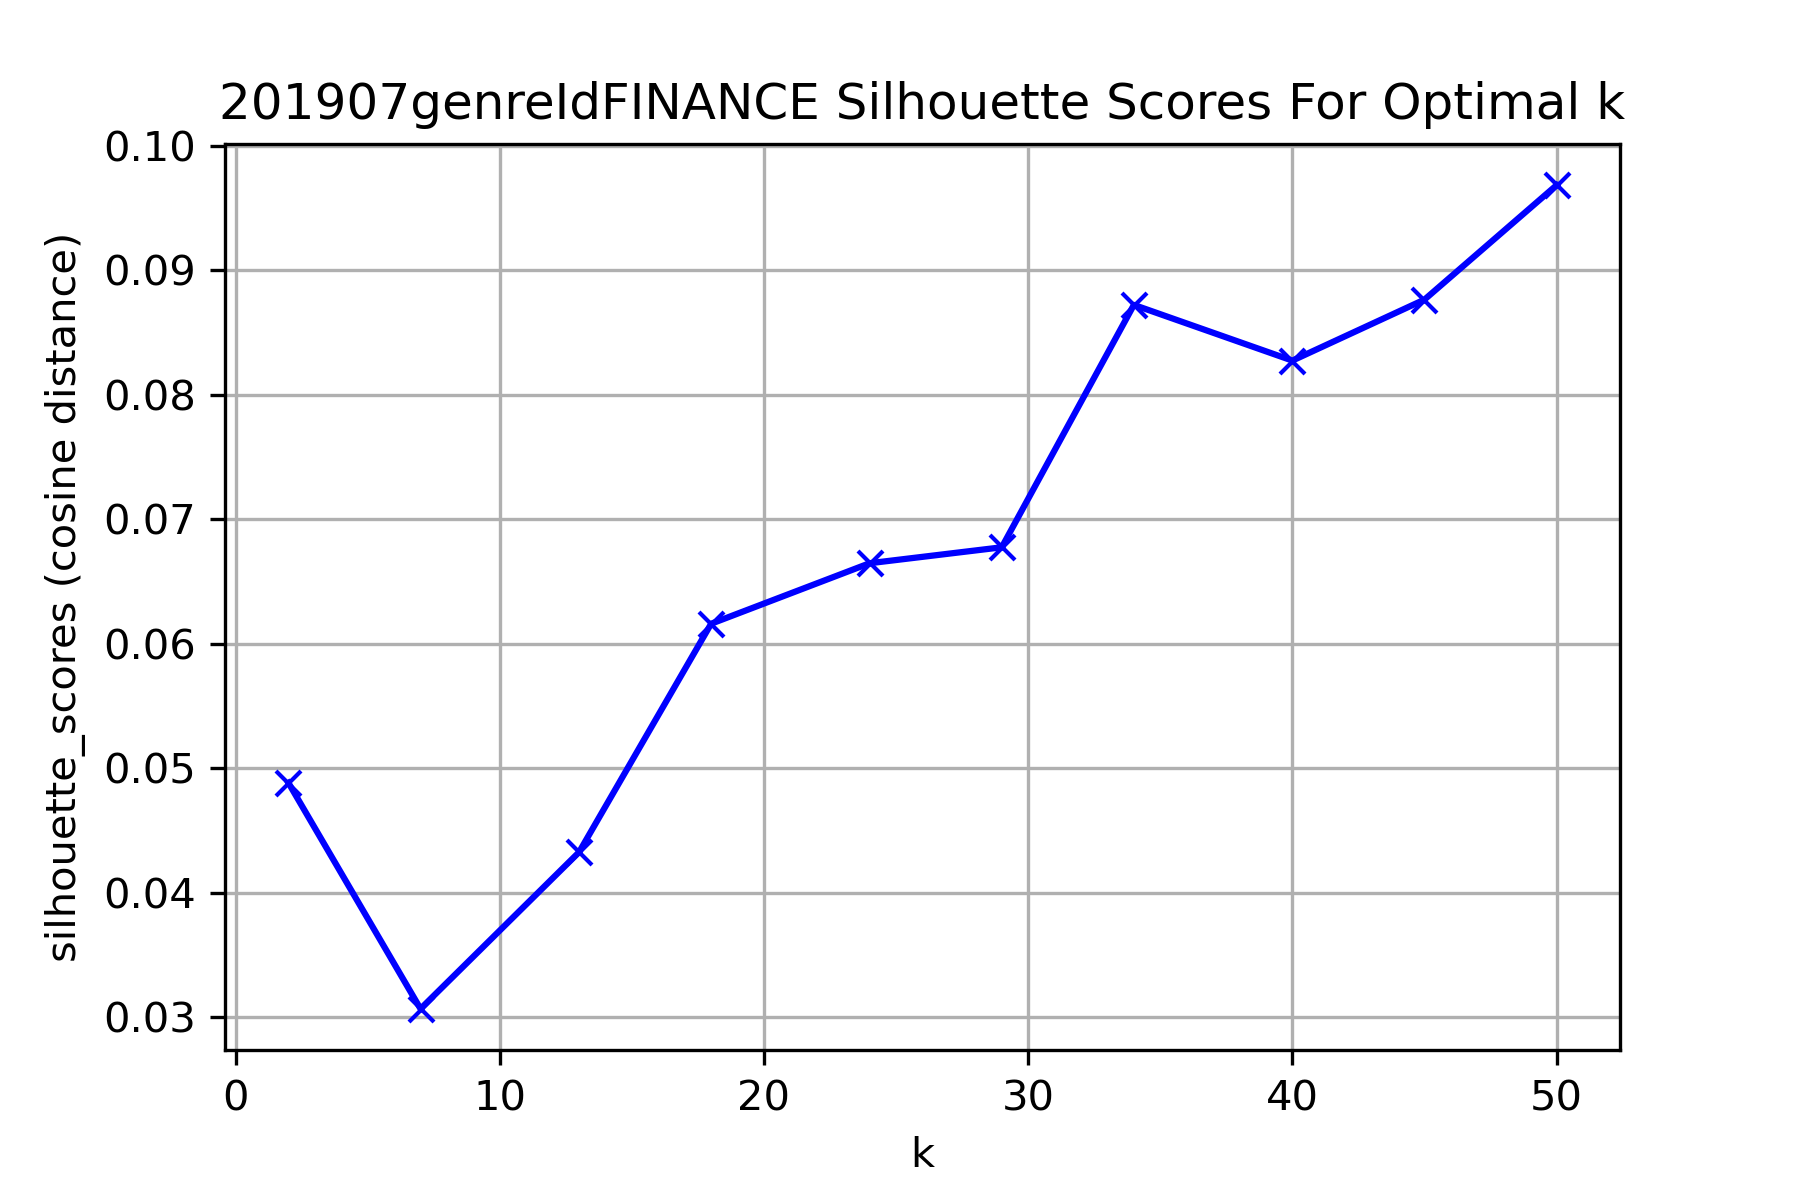 201907genreIdFINANCE Silhouette Scores For Optimal k
silhouette_scores (cosine distance)
0.10
0.09
0.08
0.07
0.06
0.05
0.04
0.03
0 10 20 30 40 50
k